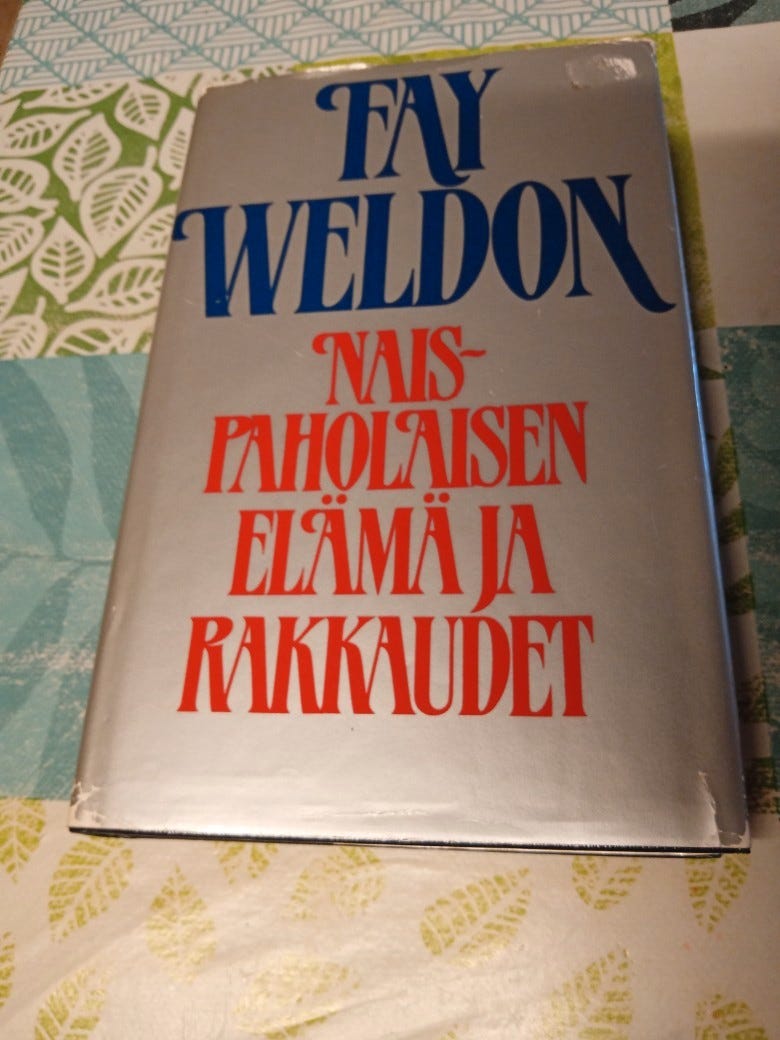 FAY
WELDON
NAIS-
PAHOLAISEN
ELÄMÄ JA
RAKKAUDET